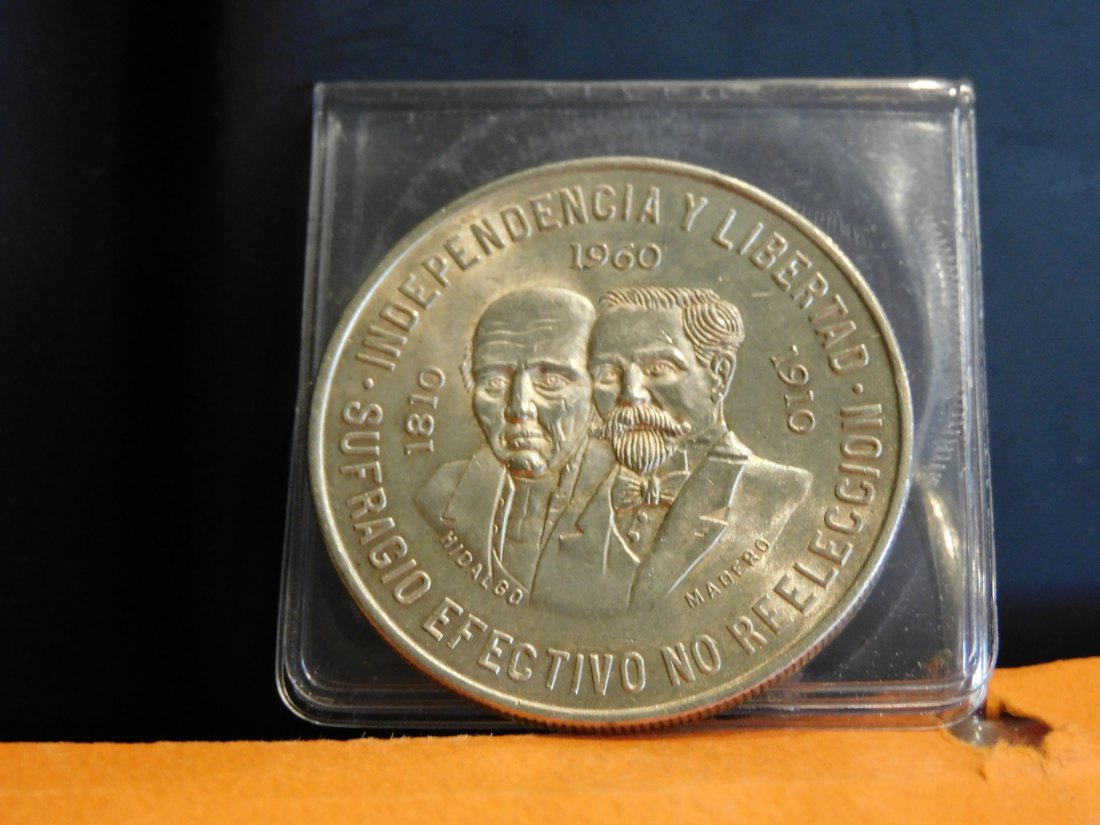 · INDEPENDENCIA Y LIBERTAD ·
1960
1810
1910
HIDALGO
MADERO
SUFRAGIO EFECTIVO NO REELECCION